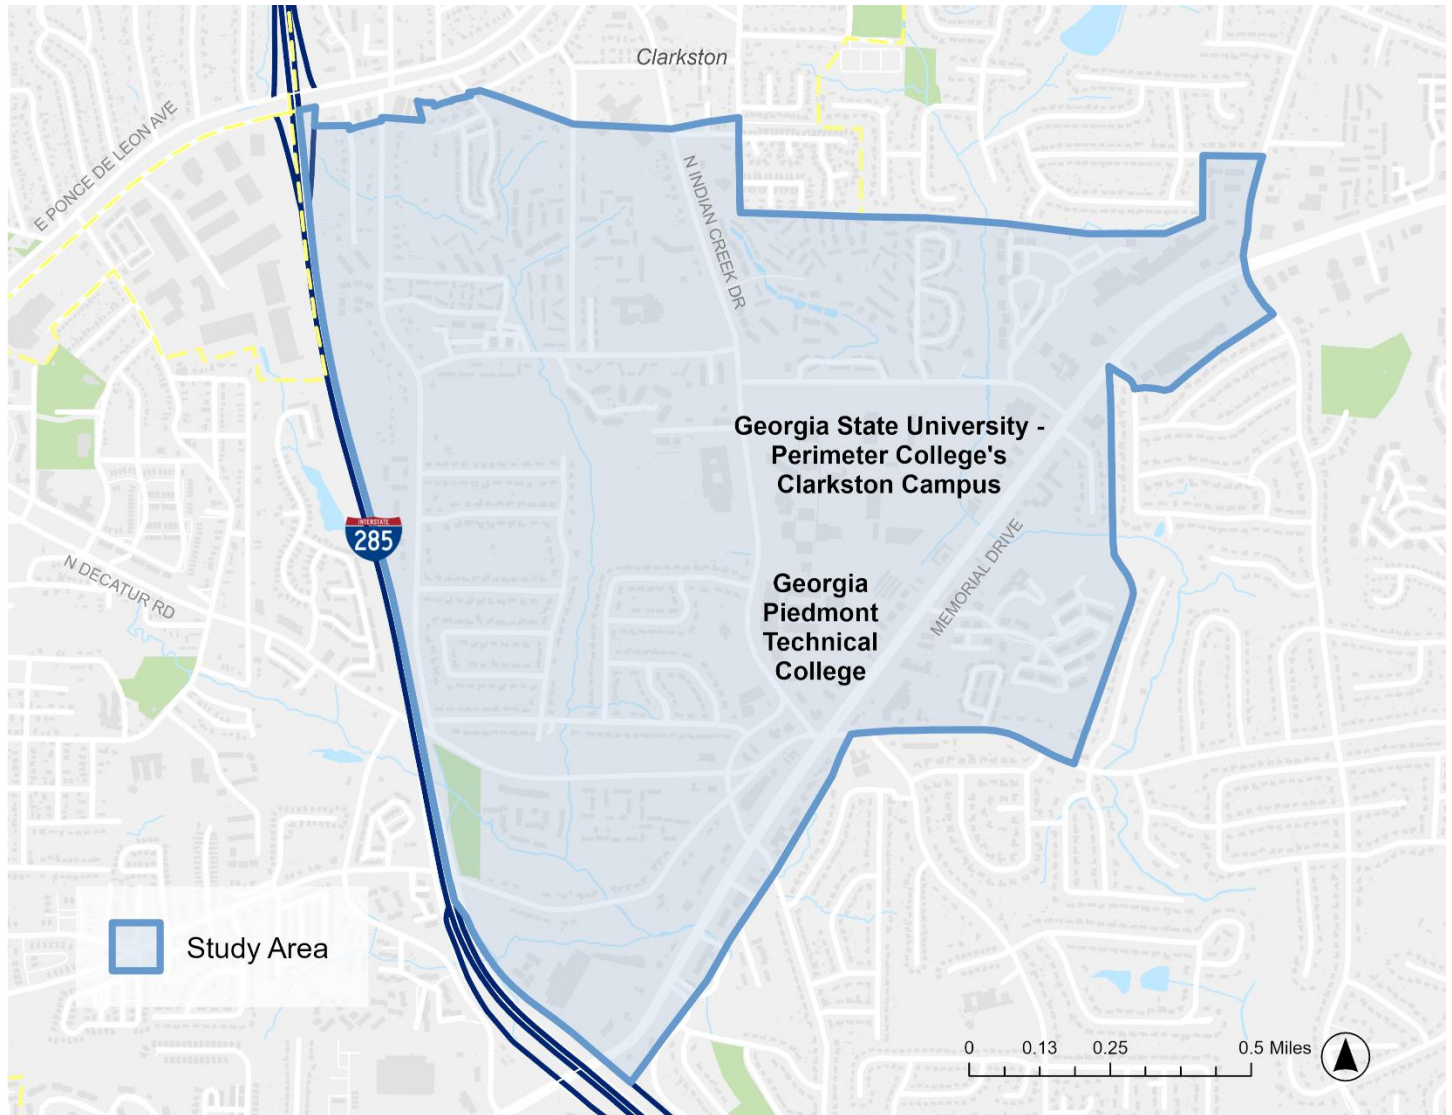 Clarkston
E PONCE DE LEON AVE
N INDIAN CREEK DR
Georgia State University -
Perimeter College's
Clarkston Campus
INTERSTATE
285
N DECATUR RD
MEMORIAL DRIVE
Georgia
Piedmont
Technical
College
Study Area
0 0.13 0.25 0.5 Miles